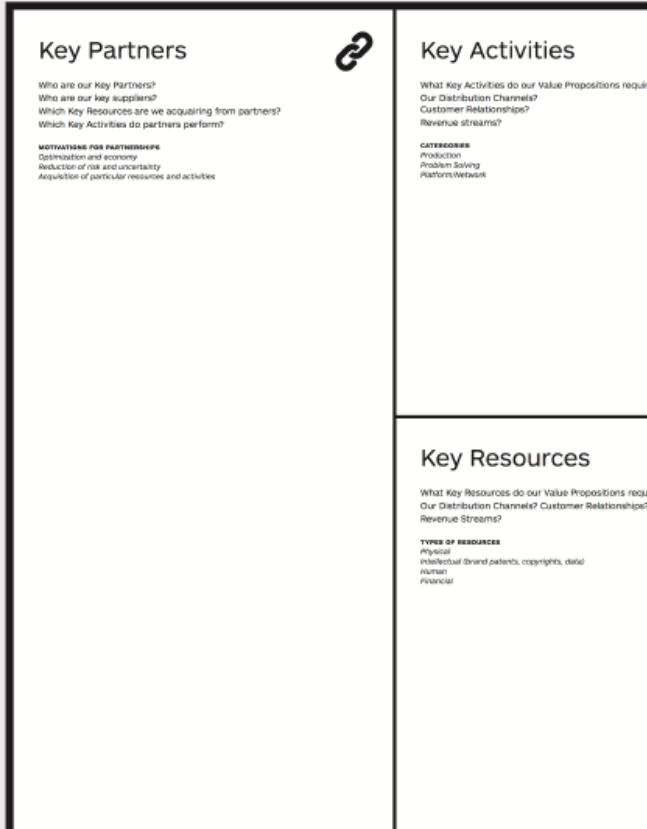 Key Partners
Who are our Key Partners?
Who are our key suppliers?
Which Key Resources are we acquairing from partners?
Which Key Activities do partners perform?
MOTIVATIONS FOR PARTNERSHIPS
Optimization and economy
Reduction of risk and uncertainty
Acquisition of particular resources and activities
Key Activities
What Key Activities do our Value Propositions requi
Our Distribution Channels?
Customer Relationships?
Revenue streams?
CATERGORIES
Production
Problem Solving
Platform/Network
Key Resources
What Key Resources do our Value Propositions requ
Our Distribution Channels? Customer Relationships?
Revenue Streams?
TYPES OF RESOURCES
Physical
Intellectual (brand patents, copyrights, data)
Human
Financial